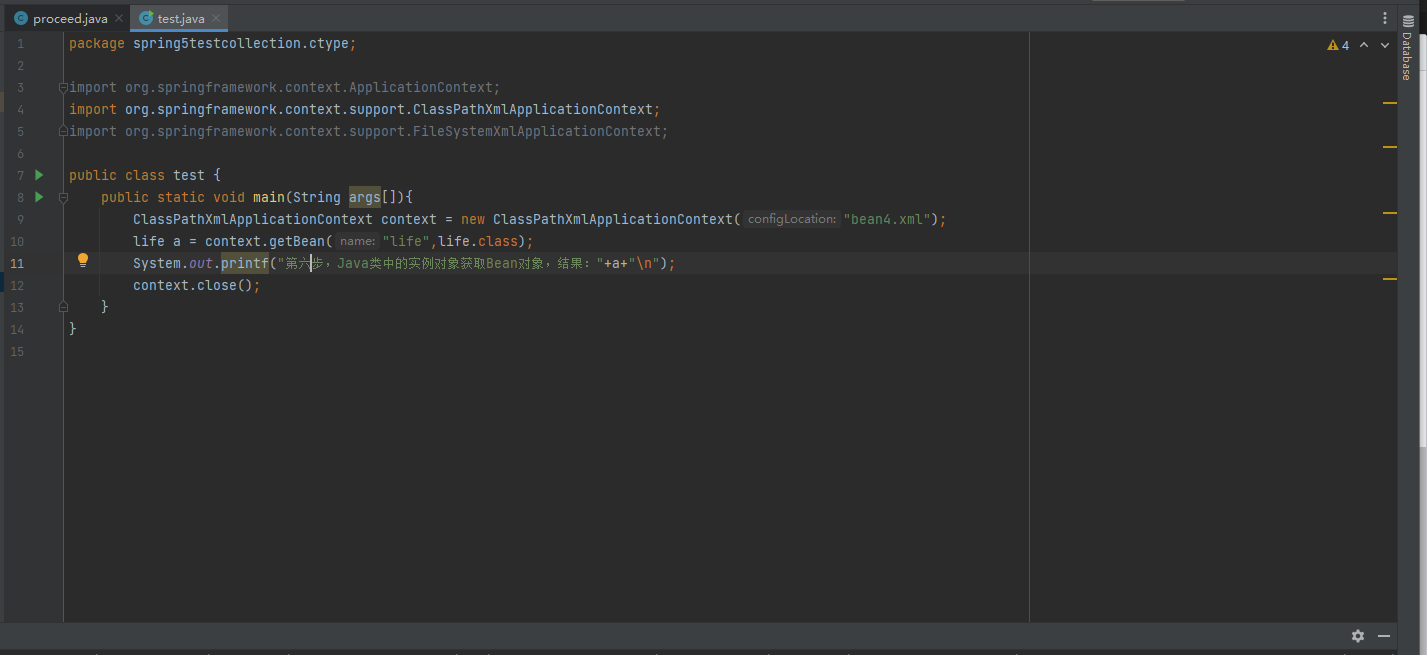 proceed.java
test.java
4
Database
1 package spring5testcollection.ctype;
2
3 import org.springframework.context.ApplicationContext;
4 import org.springframework.context.support.ClassPathXmlApplicationContext;
5 import org.springframework.context.support.FileSystemXmlApplicationContext;
6
7 public class test {
8 public static void main(String args[]){
9 ClassPathXmlApplicationContext context = new ClassPathXmlApplicationContext( configLocation: "bean4.xml");
10 life a = context.getBean( name: "life",life.class);
11 System.out.printf("第六步，Java类中的实例对象获取Bean对象，结果："+a+"\n");
12 context.close();
13 }
14 }
15